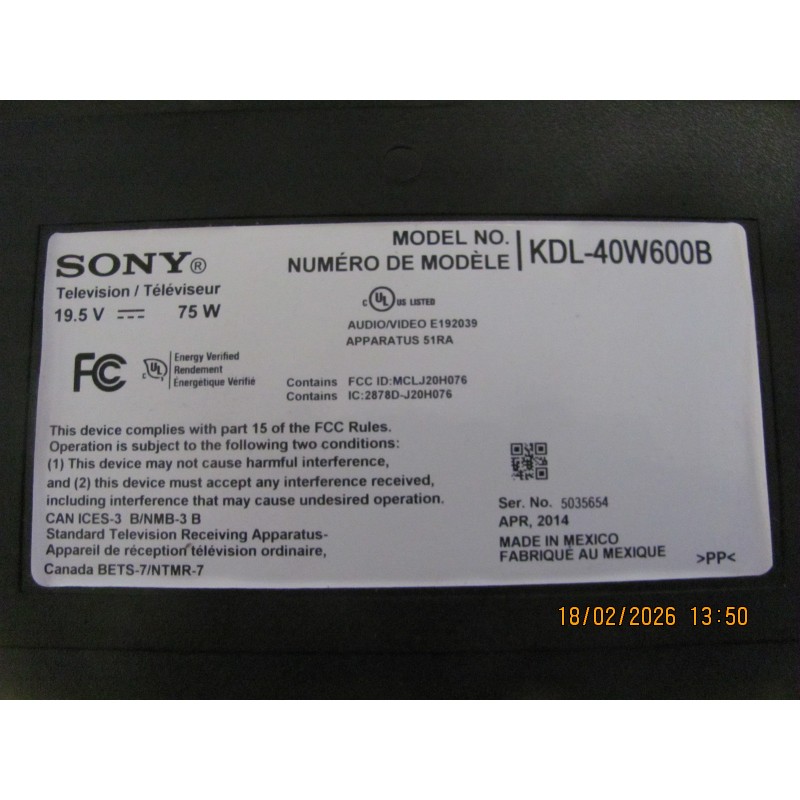 SONY®
Television / Téléviseur
19.5 V ⎓ 75 W
MODEL NO.
NUMÉRO DE MODÈLE
KDL-40W600B
c UL US LISTED
AUDIO/VIDEO E192039
APPARATUS 51RA
FC
c UL
Energy Verified
Rendement
Énergétique Vérifié
Contains FCC ID:MCLJ20H076
Contains IC:2878D-J20H076
This device complies with part 15 of the FCC Rules.
Operation is subject to the following two conditions:
(1) This device may not cause harmful interference,
and (2) this device must accept any interference received,
including interference that may cause undesired operation.
CAN ICES-3 B/NMB-3 B
Standard Television Receiving Apparatus-
Appareil de réception télévision ordinaire,
Canada BETS-7/NTMR-7
Ser. No. 5035654
APR, 2014
MADE IN MEXICO
FABRIQUÉ AU MEXIQUE
>PP<
18/02/2026 13:50